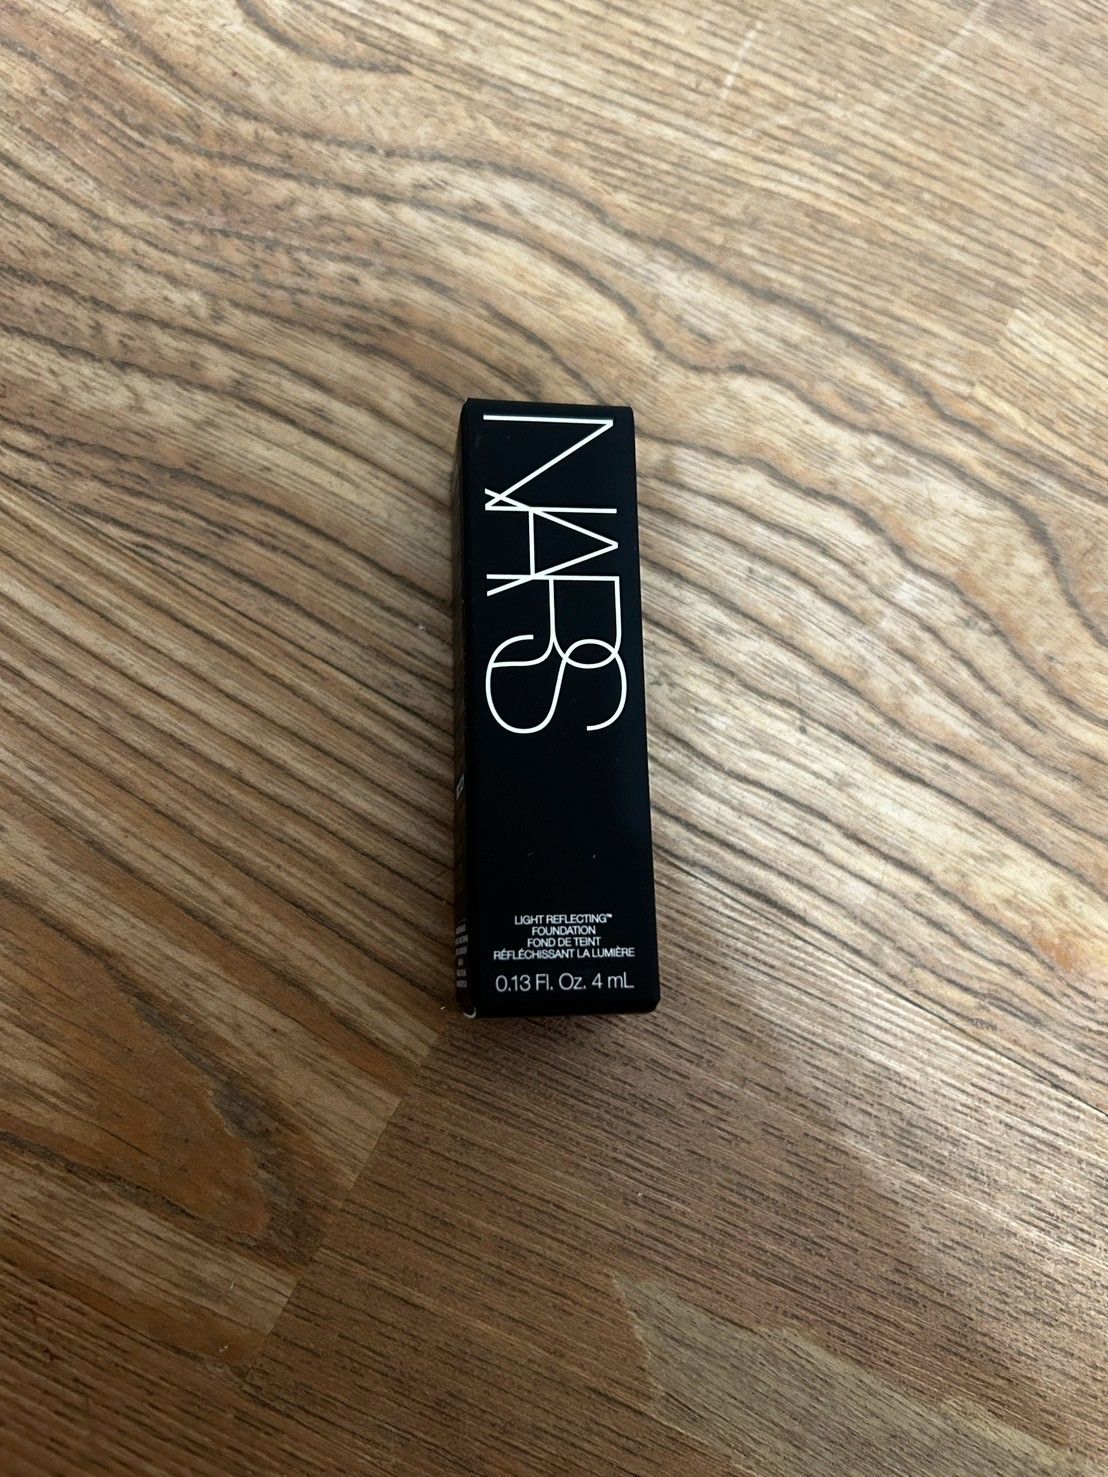 NARS
LIGHT REFLECTING™
FOUNDATION
FOND DE TEINT
RÉFLÉCHISSANT LA LUMIÈRE
0.13 Fl. Oz. 4 mL